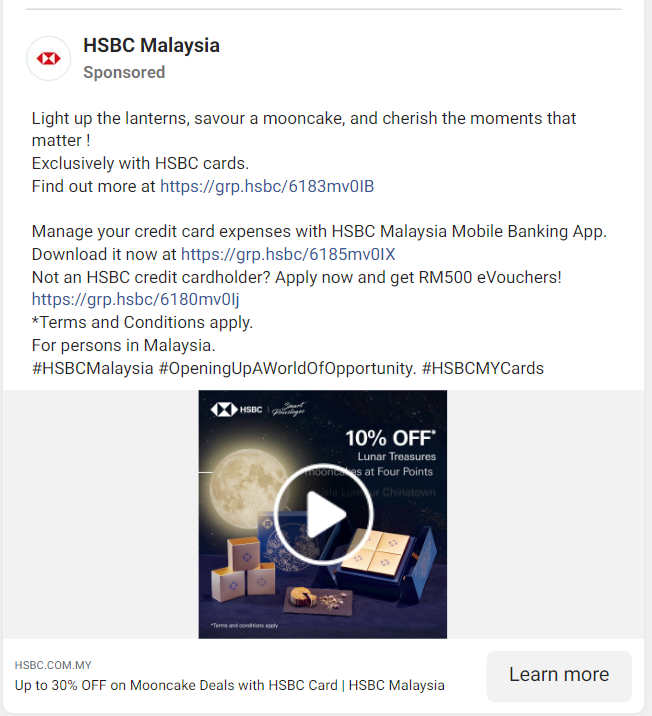 HSBC Malaysia
Sponsored
Light up the lanterns, savour a mooncake, and cherish the moments that
matter !
Exclusively with HSBC cards.
Find out more at https://grp.hsbc/6183mv0IB
Manage your credit card expenses with HSBC Malaysia Mobile Banking App.
Download it now at https://grp.hsbc/6185mv0IX
Not an HSBC credit cardholder? Apply now and get RM500 eVouchers!
https://grp.hsbc/6180mv0Ij
*Terms and Conditions apply.
For persons in Malaysia.
#HSBCMalaysia #OpeningUpAWorldOfOpportunity. #HSBCMYCards
HSBC | Smart Privileges
10% OFF*
Lunar Treasures
mooncakes at Four Points
Chinatown
*Terms and conditions apply
HSBC.COM.MY
Up to 30% OFF on Mooncake Deals with HSBC Card | HSBC Malaysia
Learn more